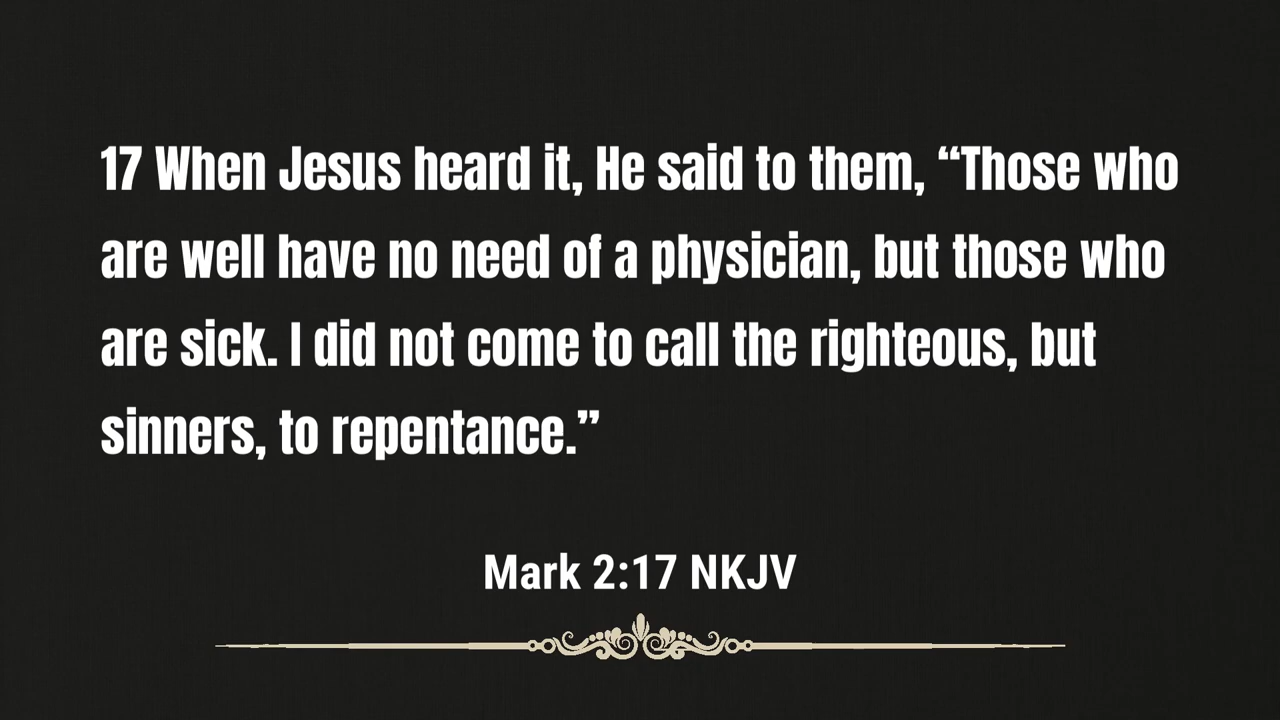 17 When Jesus heard it, He said to them, “Those who
are well have no need of a physician, but those who
are sick. I did not come to call the righteous, but
sinners, to repentance.”
Mark 2:17 NKJV